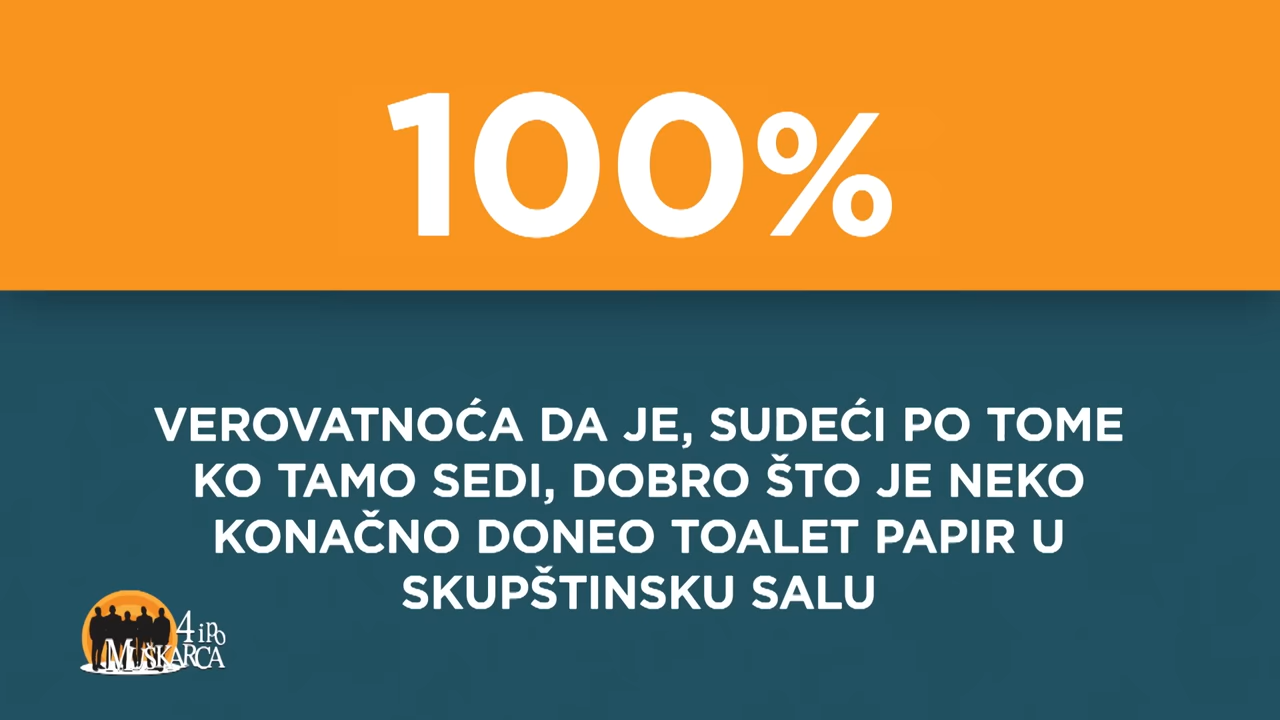 100%
VEROVATNOĆA DA JE, SUDEĆI PO TOME
KO TAMO SEDI, DOBRO ŠTO JE NEKO
KONAČNO DONEO TOALET PAPIR U
SKUPŠTINSKU SALU
4 i Po
MUŠKARCA